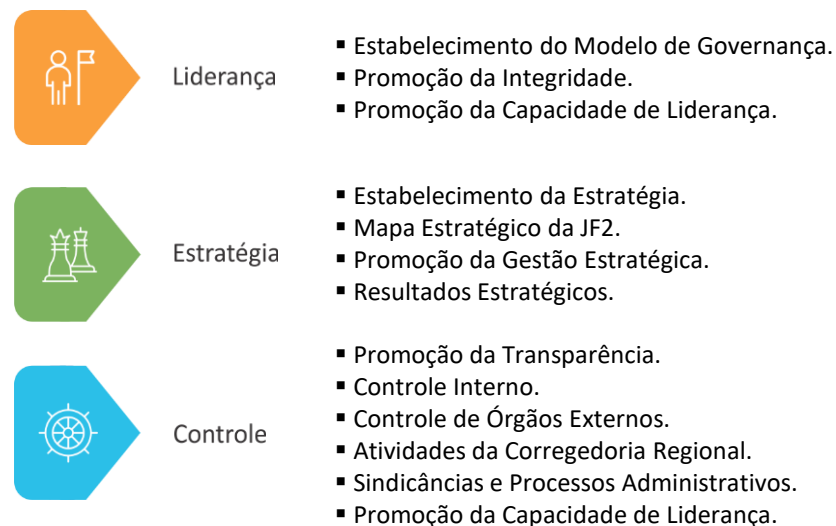 Liderança
▪ Estabelecimento do Modelo de Governança.
▪ Promoção da Integridade.
▪ Promoção da Capacidade de Liderança.
Estratégia
▪ Estabelecimento da Estratégia.
▪ Mapa Estratégico da JF2.
▪ Promoção da Gestão Estratégica.
▪ Resultados Estratégicos.
Controle
▪ Promoção da Transparência.
▪ Controle Interno.
▪ Controle de Órgãos Externos.
▪ Atividades da Corregedoria Regional.
▪ Sindicâncias e Processos Administrativos.
▪ Promoção da Capacidade de Liderança.